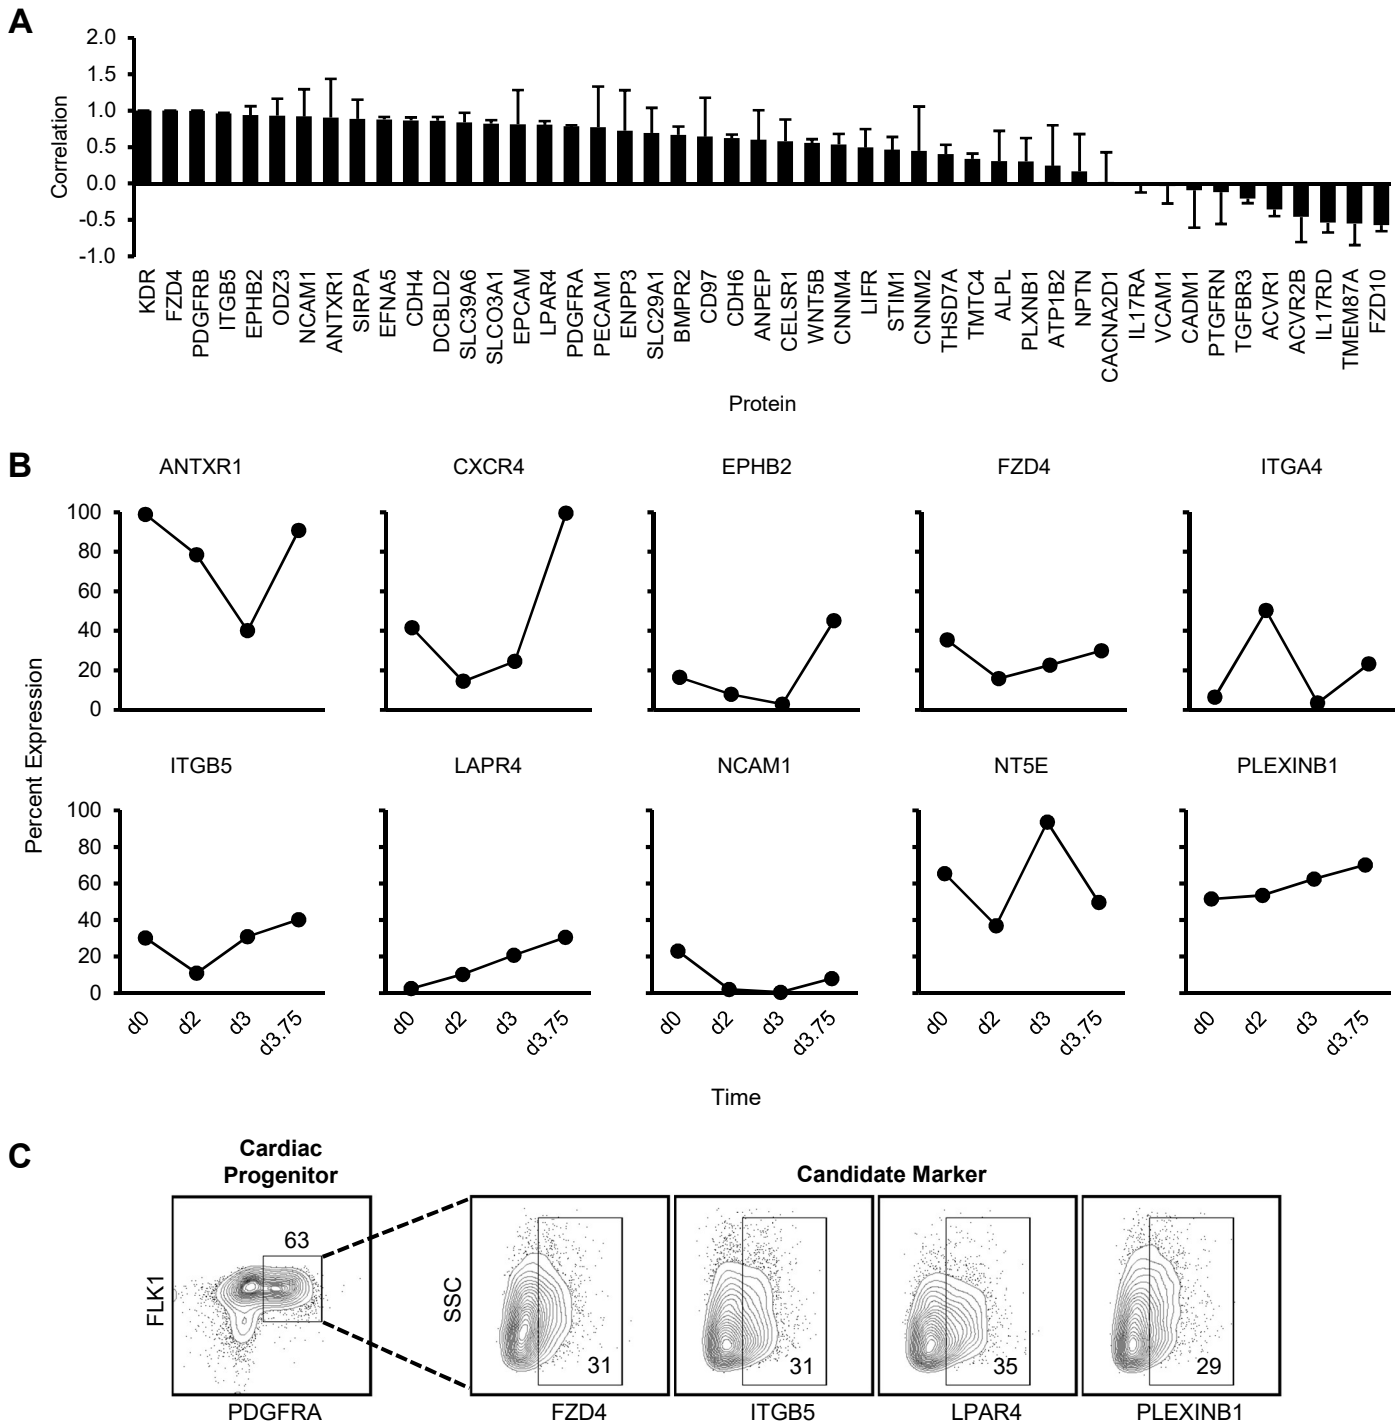 A
2.0
1.5
1.0
0.5
0.0
-0.5
-1.0
Correlation
KDR
FZD4
PDGFRB
ITGB5
EPHB2
ODZ3
NCAM1
ANTXR1
SIRPA
EFNA5
CDH4
DCBLD2
SLC39A6
SLCO3A1
EPCAM
LPAR4
PDGFRA
PECAM1
ENPP3
SLC29A1
BMPR2
CD97
CDH6
ANPEP
CELSR1
WNT5B
CNNM4
LIFR
STIM1
CNNM2
THSD7A
TMTC4
ALPL
PLXNB1
ATP1B2
NPTN
CACNA2D1
IL17RA
VCAM1
CADM1
PTGFRN
TGFBR3
ACVR1
ACVR2B
IL17RD
TMEM87A
FZD10
Protein
B
ANTXR1 CXCR4 EPHB2 FZD4 ITGA4
100
80
60
40
20
0
Percent Expression
ITGB5 LAPR4 NCAM1 NT5E PLEXINB1
100
80
60
40
20
0
d0 d2 d3 d3.75 d0 d2 d3 d3.75 d0 d2 d3 d3.75 d0 d2 d3 d3.75 d0 d2 d3 d3.75
Time
C
Cardiac
Progenitor
Candidate Marker
63
FLK1
PDGFRA
SSC
31
31
35
29
FZD4 ITGB5 LPAR4 PLEXINB1